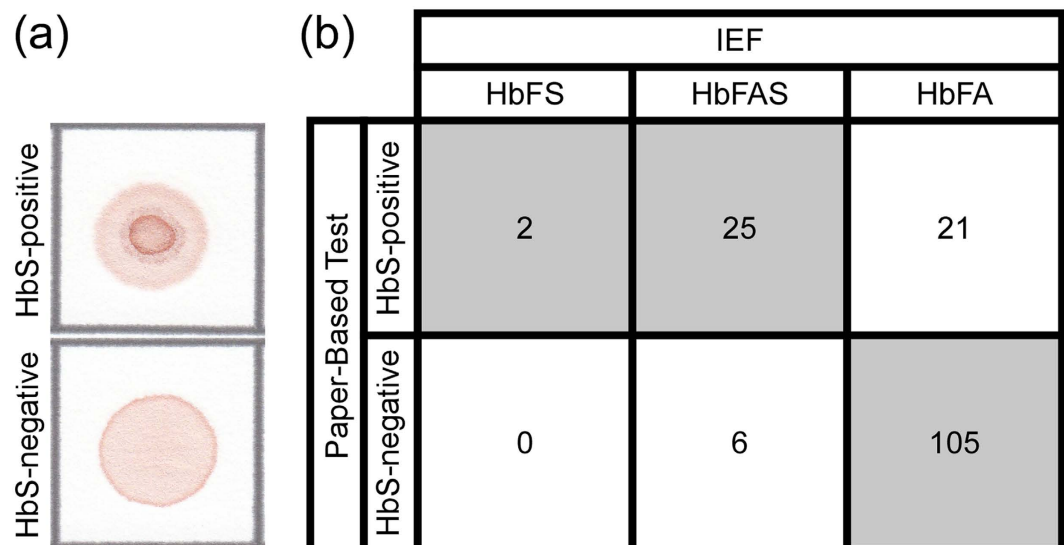 (a)
HbS-positive
HbS-negative
(b)
IEF
HbFS HbFAS HbFA
Paper-Based Test
HbS-positive
2 25 21
HbS-negative
0 6 105